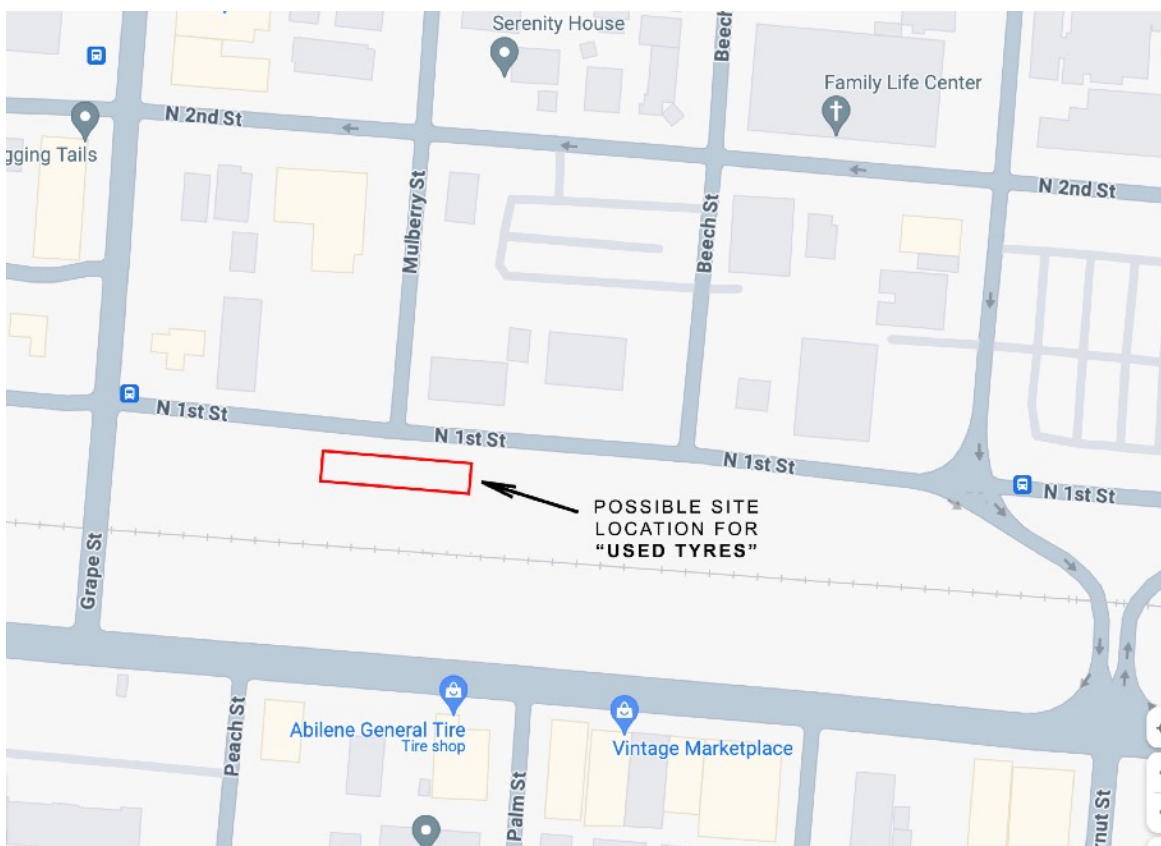 Serenity House
Beech
Family Life Center
N 2nd St
gging Tails
N 2nd St
Mulberry St
Beech St
N 1st St
N 1st St
N 1st St
N 1st St
POSSIBLE SITE
LOCATION FOR
“USED TYRES”
Grape St
Abilene General Tire
Tire shop
Vintage Marketplace
Peach St
Palm St
nut St